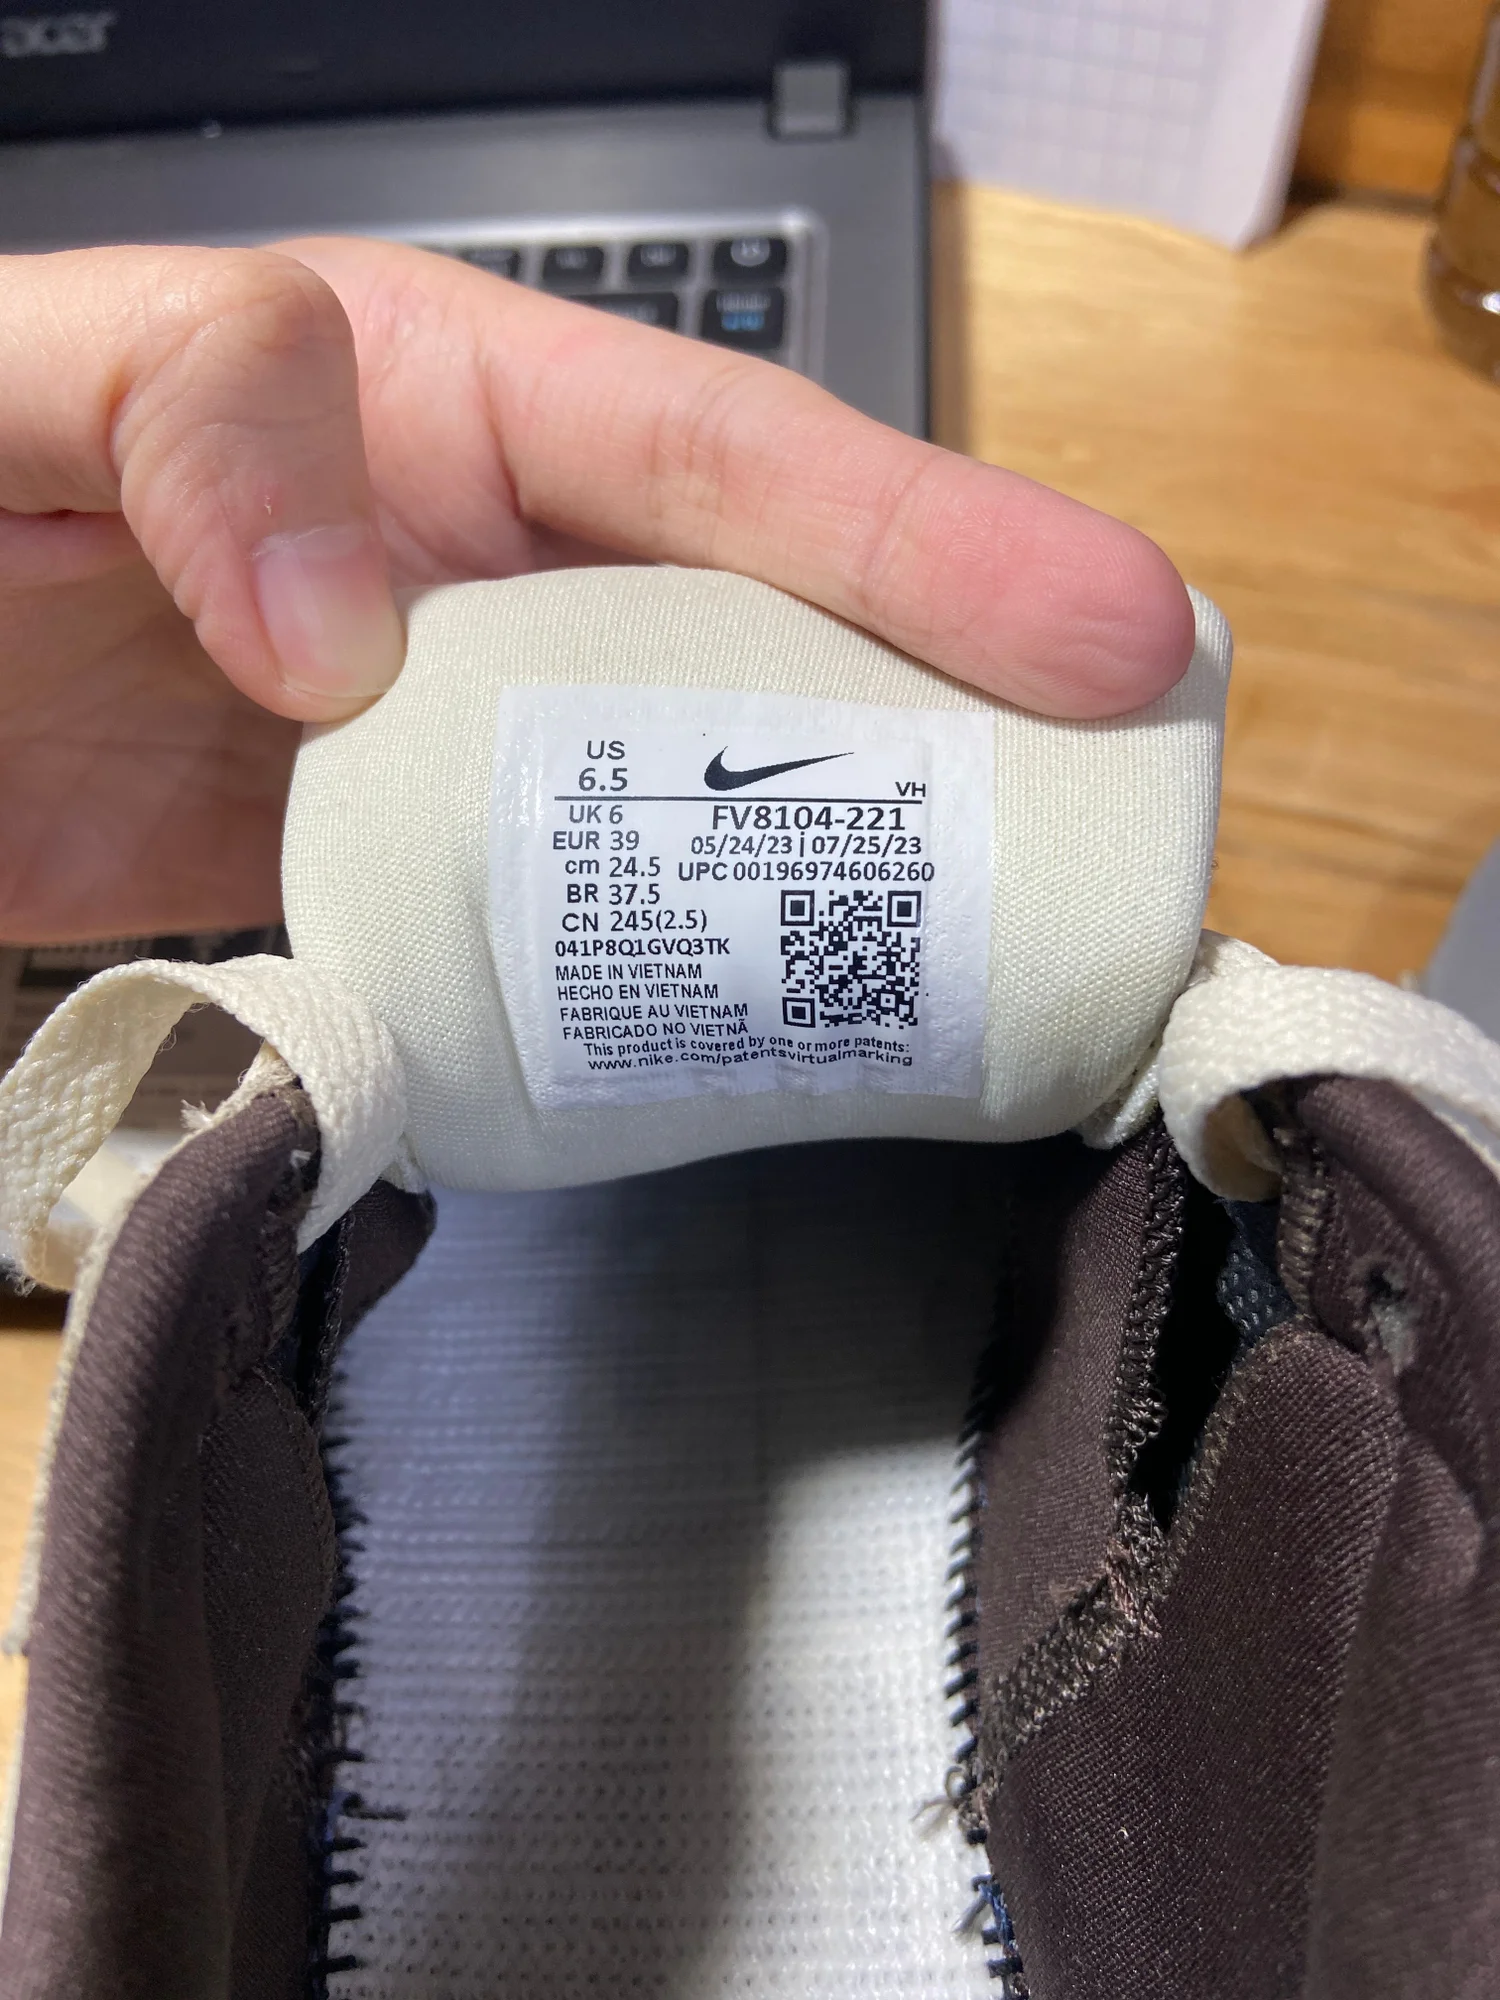 acer
US
6.5
VH
UK 6
FV8104-221
EUR 39
05/24/23 | 07/25/23
cm 24.5
UPC 00196974606260
BR 37.5
CN 245(2.5)
041P8Q1GVQ3TK
MADE IN VIETNAM
HECHO EN VIETNAM
FABRIQUE AU VIETNAM
FABRICADO NO VIETNÃ
This product is covered by one or more patents:
www.nike.com/patentsvirtualmarking